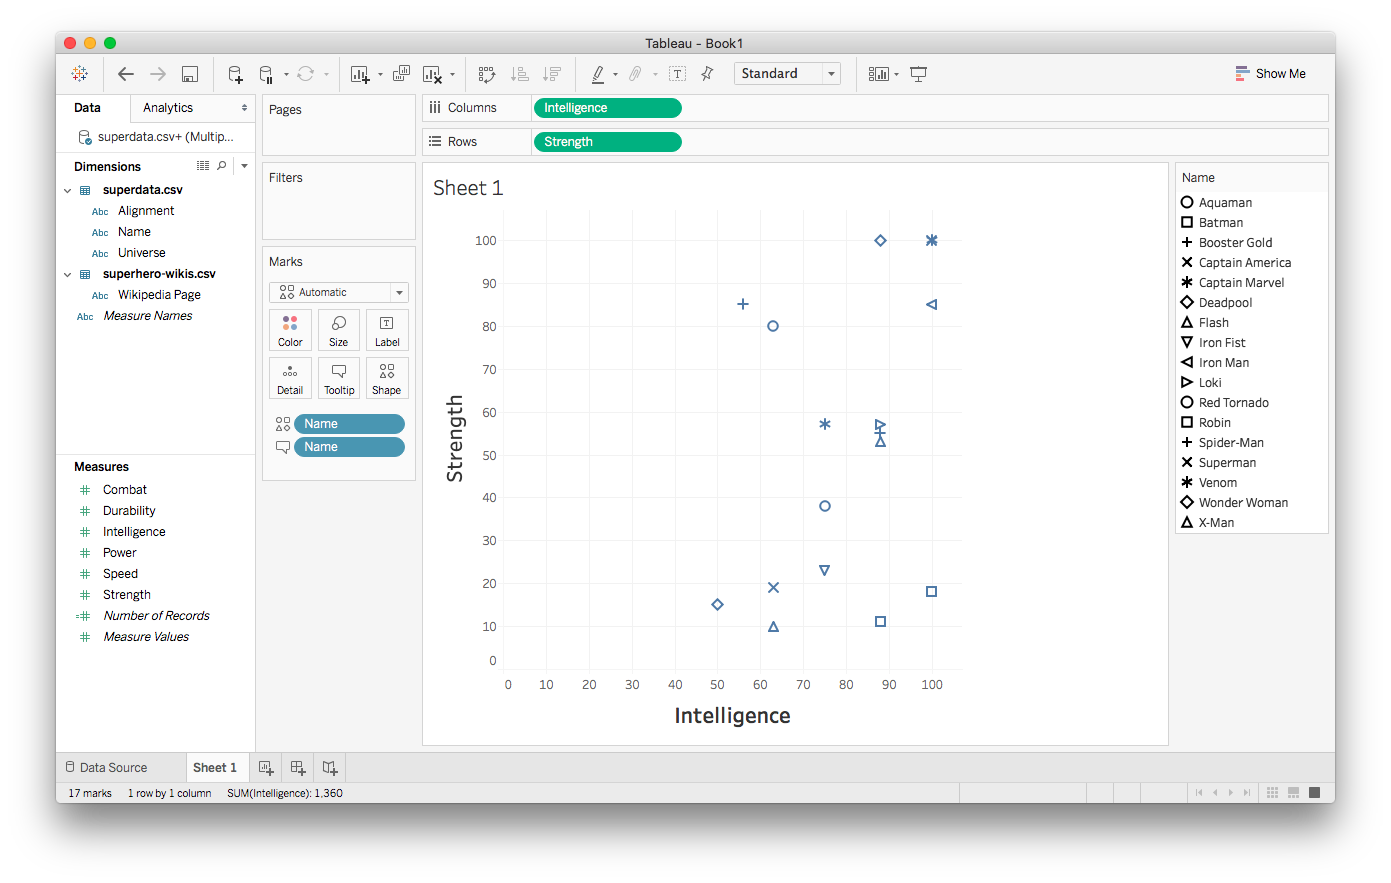 Tableau - Book1
Standard
Show Me
Data
Analytics
superdata.csv+ (Multip...
Dimensions
superdata.csv
Abc Alignment
Abc Name
Abc Universe
superhero-wikis.csv
Abc Wikipedia Page
Abc Measure Names
Measures
Combat
Durability
Intelligence
Power
Speed
Strength
Number of Records
Measure Values
Pages
Filters
Marks
Automatic
Color
Size
Label
Detail
Tooltip
Shape
Name
Name
Columns
Intelligence
Rows
Strength
Sheet 1
100
90
80
70
60
50
40
30
20
10
0
Strength
0 10 20 30 40 50 60 70 80 90 100
Intelligence
Name
Aquaman
Batman
Booster Gold
Captain America
Captain Marvel
Deadpool
Flash
Iron Fist
Iron Man
Loki
Red Tornado
Robin
Spider-Man
Superman
Venom
Wonder Woman
X-Man
Data Source
Sheet 1
17 marks
1 row by 1 column
SUM(Intelligence): 1,360